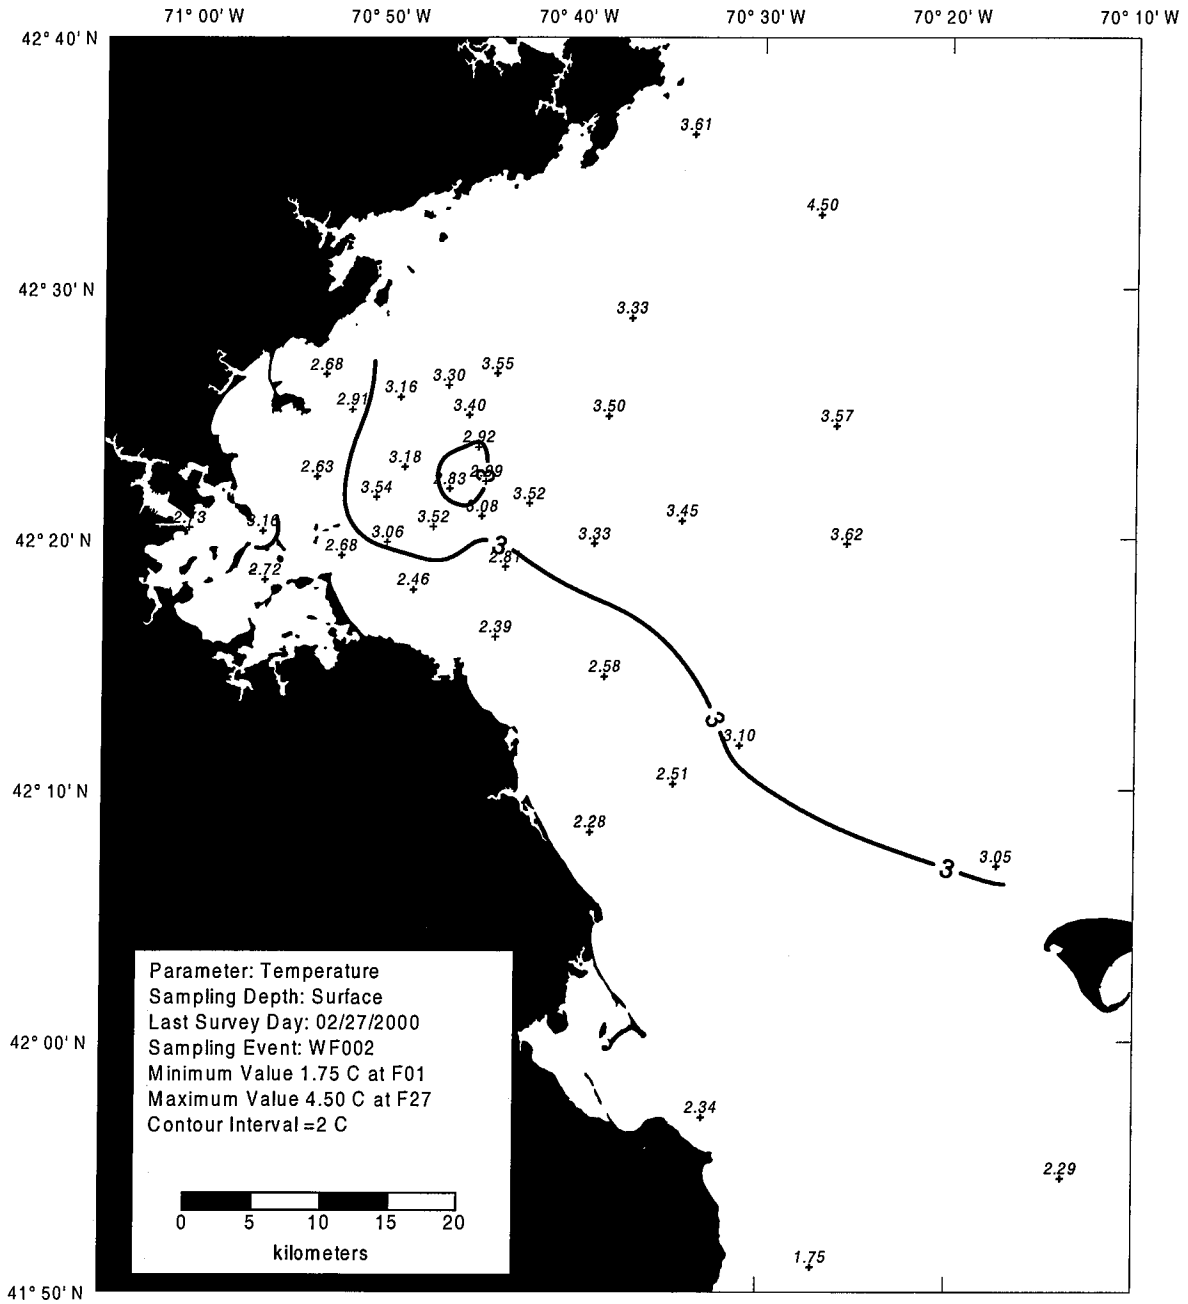 71° 00' W 70° 50' W 70° 40' W 70° 30' W 70° 20' W 70° 10' W
42° 40' N
3.61
4.50
42° 30' N
3.33
2.68 3.55
3.30
3.16
2.91 3.40 3.50
3.57
2.92
3.18
2.63 2.83 2.99
3.54 3.52
3.08 3.45
2.73 3.16 3.52
3.06 3.33 3.62
42° 20' N
2.68 3 2.81
2.72 2.46
2.39
2.58
3
3.10
2.51
42° 10' N
2.28
3 3.05
Parameter: Temperature
Sampling Depth: Surface
Last Survey Day: 02/27/2000
42° 00' N
Sampling Event: WF002
Minimum Value 1.75 C at F01
Maximum Value 4.50 C at F27
Contour Interval =2 C
2.34
2.29
0 5 10 15 20
kilometers
1.75
41° 50' N